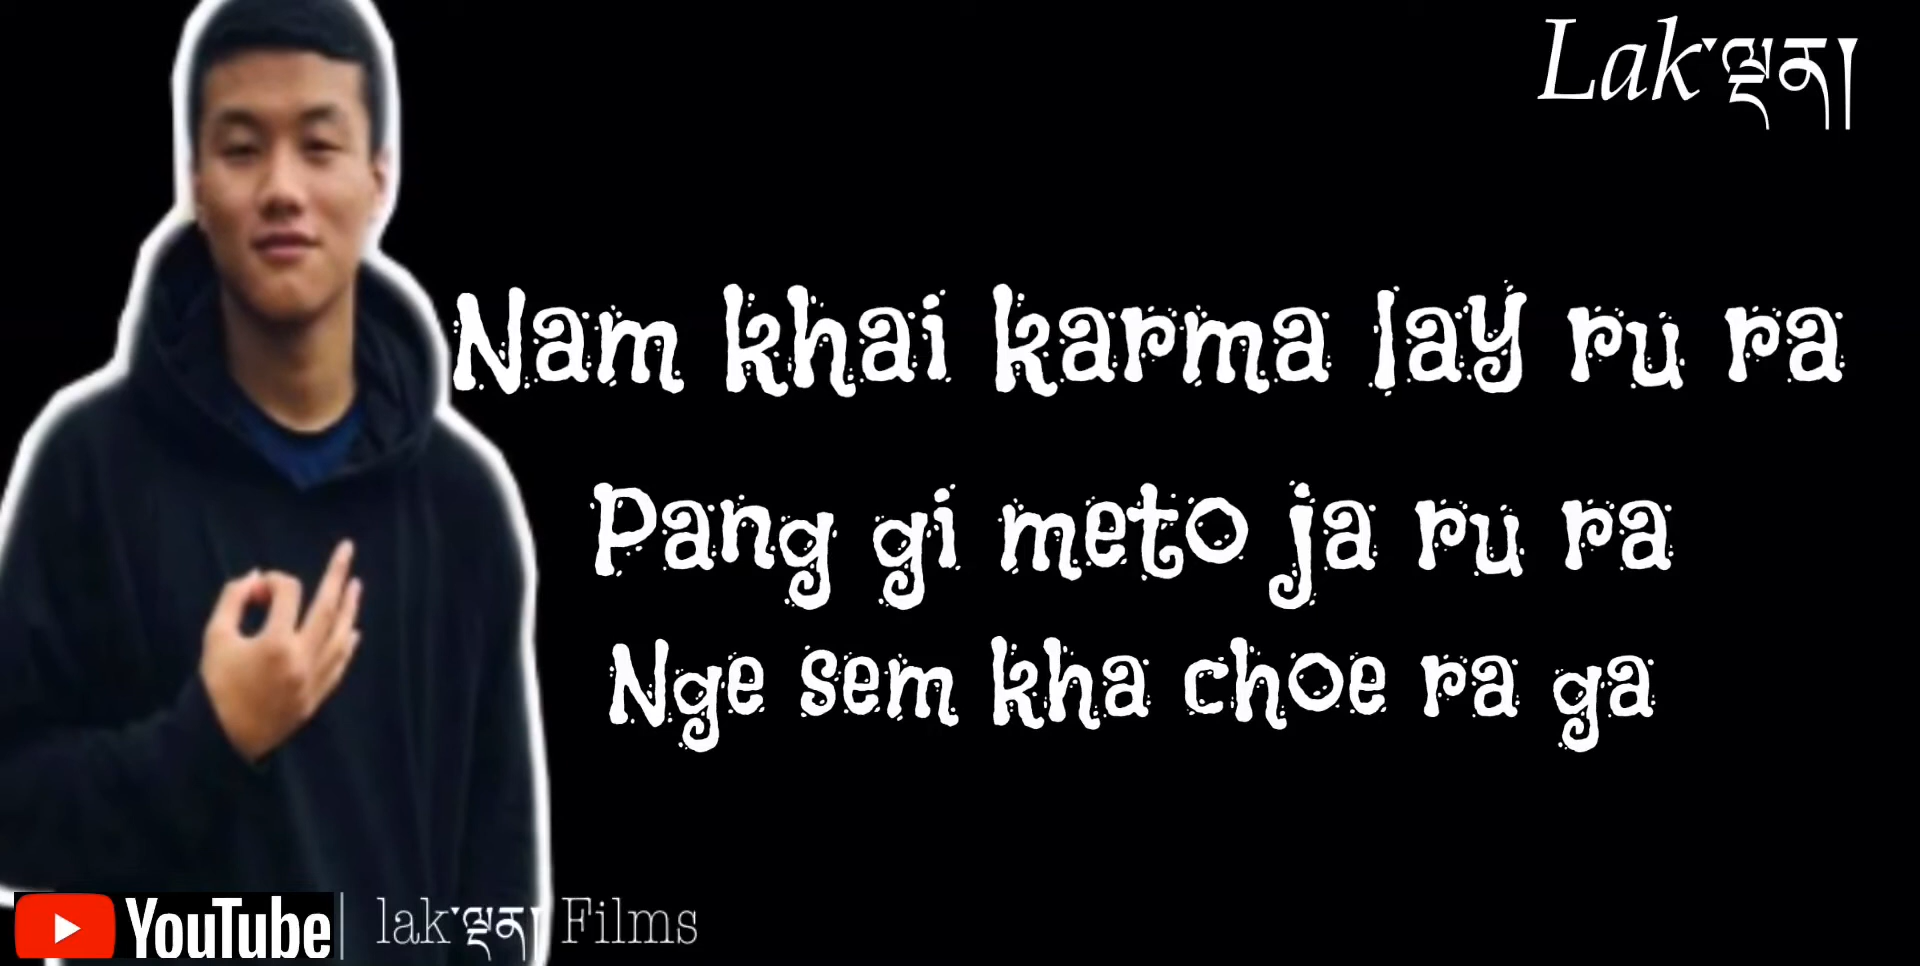 Lak་ལྡན།
Nam khai karma lay ru ra
Pang gi meto ja ru ra
Nge sem kha choe ra ga
YouTube | lak་ལྡན། Films